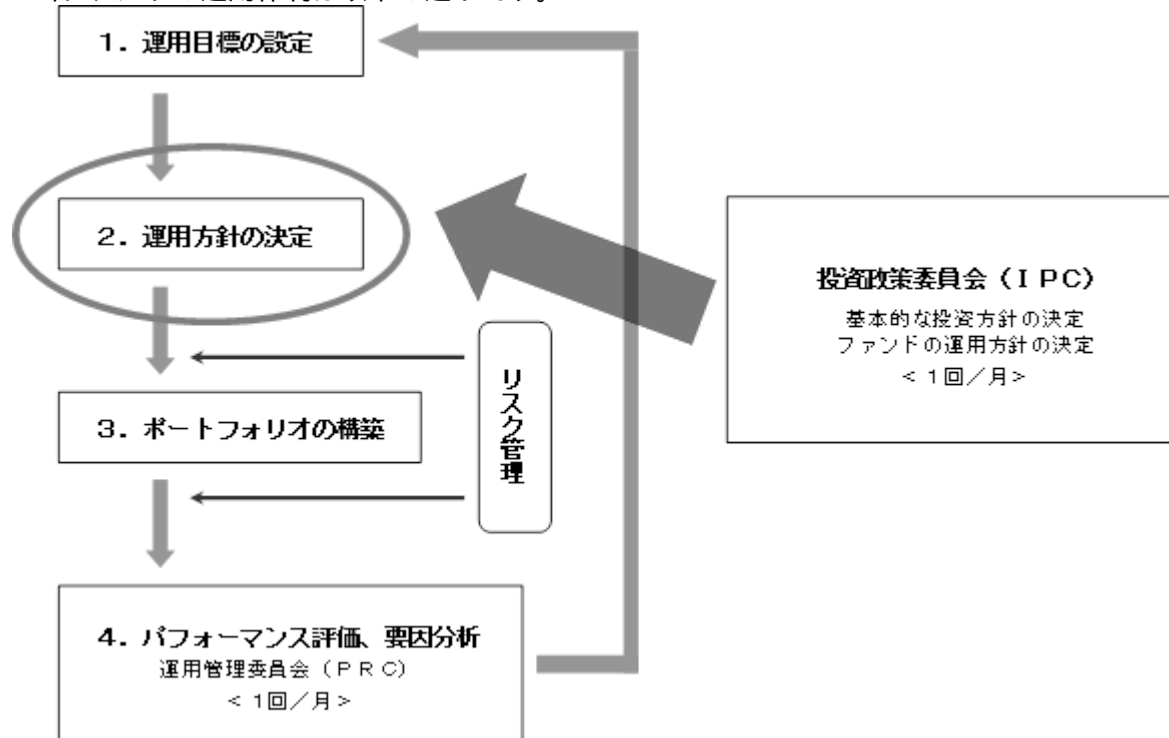 1．運用目標の設定
2．運用方針の決定
投資政策委員会（IPC）
基本的な投資方針の決定
ファンドの運用方針の決定
＜1回／月＞
リスク管理
3．ポートフォリオの構築
4．パフォーマンス評価、要因分析
運用管理委員会（PRC）
＜1回／月＞